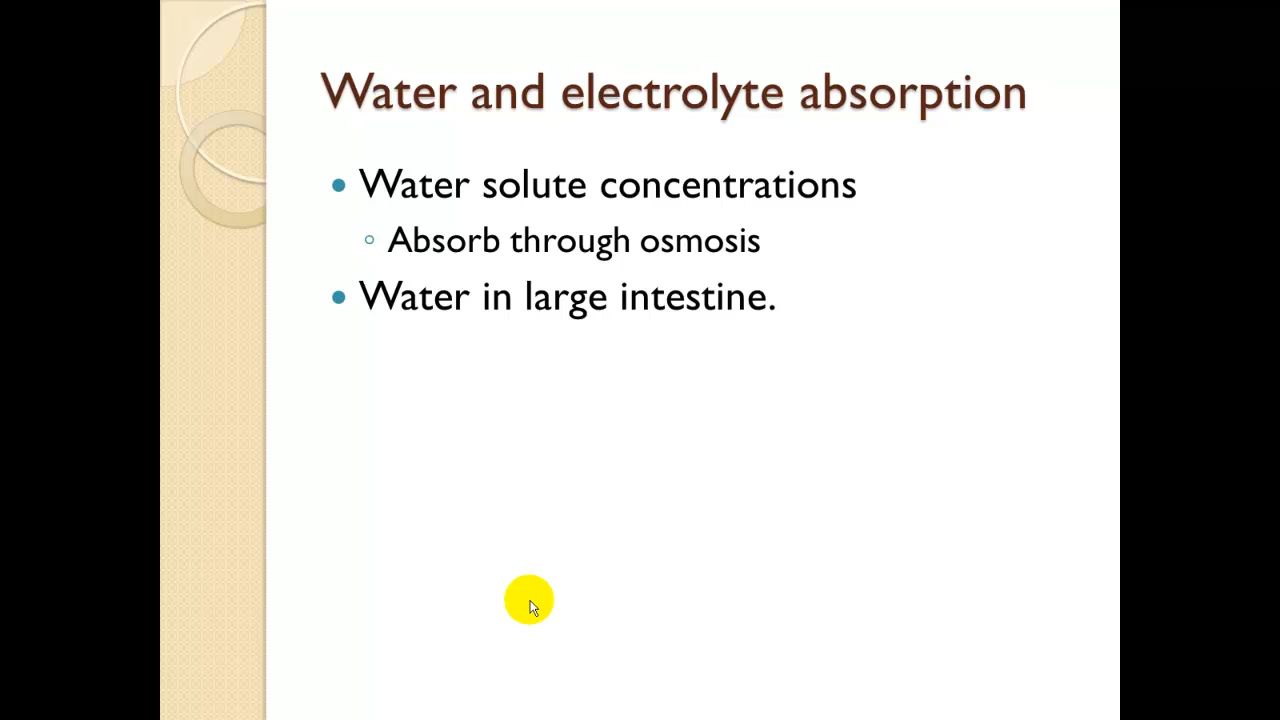 Water and electrolyte absorption
Water solute concentrations
Absorb through osmosis
Water in large intestine.